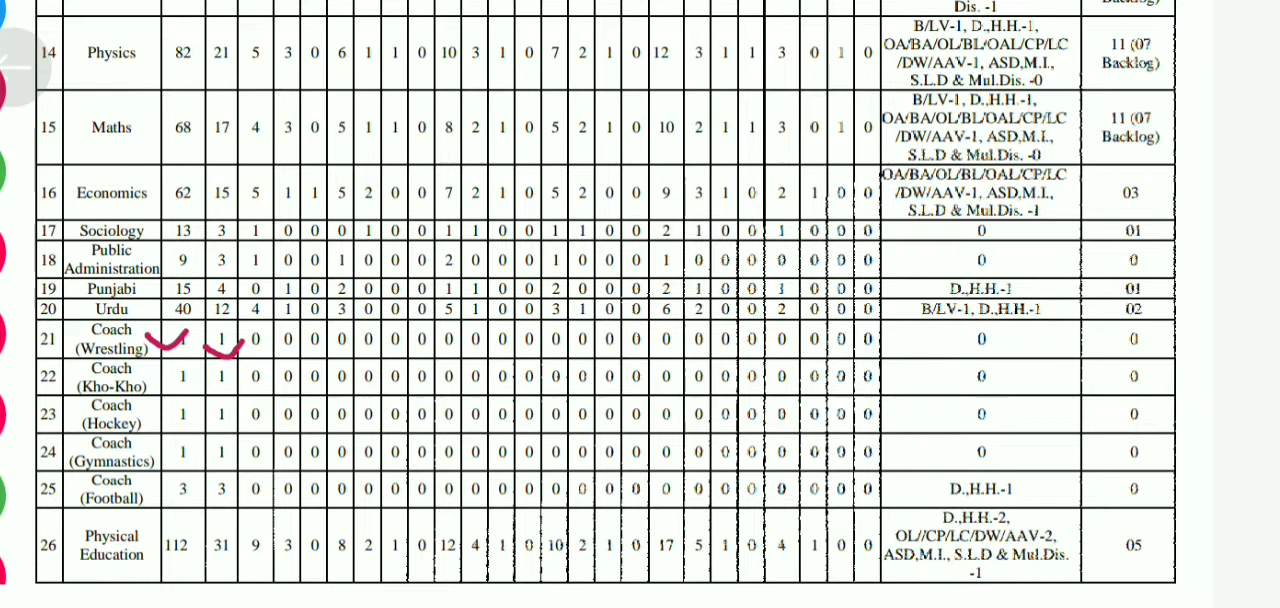 Dis. -1
14 Physics 82 21 5 3 0 6 1 1 0 10 3 1 0 7 2 1 0 12 3 1 1 3 0 1 0
B/LV-1, D.,H.H.-1,
OA/BA/OL/BL/OAL/CP/LC
/DW/AAV-1, ASD,M.I.,
S.L.D & Mul.Dis. -0
11 (07
Backlog)
15 Maths 68 17 4 3 0 5 1 1 0 8 2 1 0 5 2 1 0 10 2 1 1 3 0 1 0
B/LV-1, D.,H.H.-1,
OA/BA/OL/BL/OAL/CP/LC
/DW/AAV-1, ASD,M.I.,
S.L.D & Mul.Dis. -0
11 (07
Backlog)
16 Economics 62 15 5 1 1 5 2 0 0 7 2 1 0 5 2 0 0 9 3 1 0 2 1 0 0
OA/BA/OL/BL/OAL/CP/LC
/DW/AAV-1, ASD,M.I.,
S.L.D & Mul.Dis. -1
03
17 Sociology 13 3 1 0 0 0 1 0 0 1 1 0 0 1 1 0 0 2 1 0 0 1 0 0 0 0 01
18 Public
Administration 9 3 1 0 0 1 0 0 0 2 0 0 0 1 0 0 0 1 0 0 0 0 0 0 0 0 0
19 Punjabi 15 4 0 1 0 2 0 0 0 1 1 0 0 2 0 0 0 2 1 0 0 1 0 0 0 D.,H.H.-1 01
20 Urdu 40 12 4 1 0 3 0 0 0 5 1 0 0 3 1 0 0 6 2 0 0 2 0 0 0 B/LV-1, D.,H.H.-1 02
21 Coach
(Wrestling) 1 0 0 0 0 0 0 0 0 0 0 0 0 0 0 0 0 0 0 0 0 0 0 0 0 0
22 Coach
(Kho-Kho) 1 1 0 0 0 0 0 0 0 0 0 0 0 0 0 0 0 0 0 0 0 0 0 0 0 0 0
23 Coach
(Hockey) 1 1 0 0 0 0 0 0 0 0 0 0 0 0 0 0 0 0 0 0 0 0 0 0 0 0 0
24 Coach
(Gymnastics) 1 1 0 0 0 0 0 0 0 0 0 0 0 0 0 0 0 0 0 0 0 0 0 0 0 0 0
25 Coach
(Football) 3 3 0 0 0 0 0 0 0 0 0 0 0 0 0 0 0 0 0 0 0 0 0 0 0 D.,H.H.-1 0
26 Physical
Education 112 31 9 3 0 8 2 1 0 12 4 1 0 10 2 1 0 17 5 1 0 4 1 0 0
D.,H.H.-2,
OL//CP/LC/DW/AAV-2,
ASD,M.I., S.L.D & Mul.Dis.
-1
05